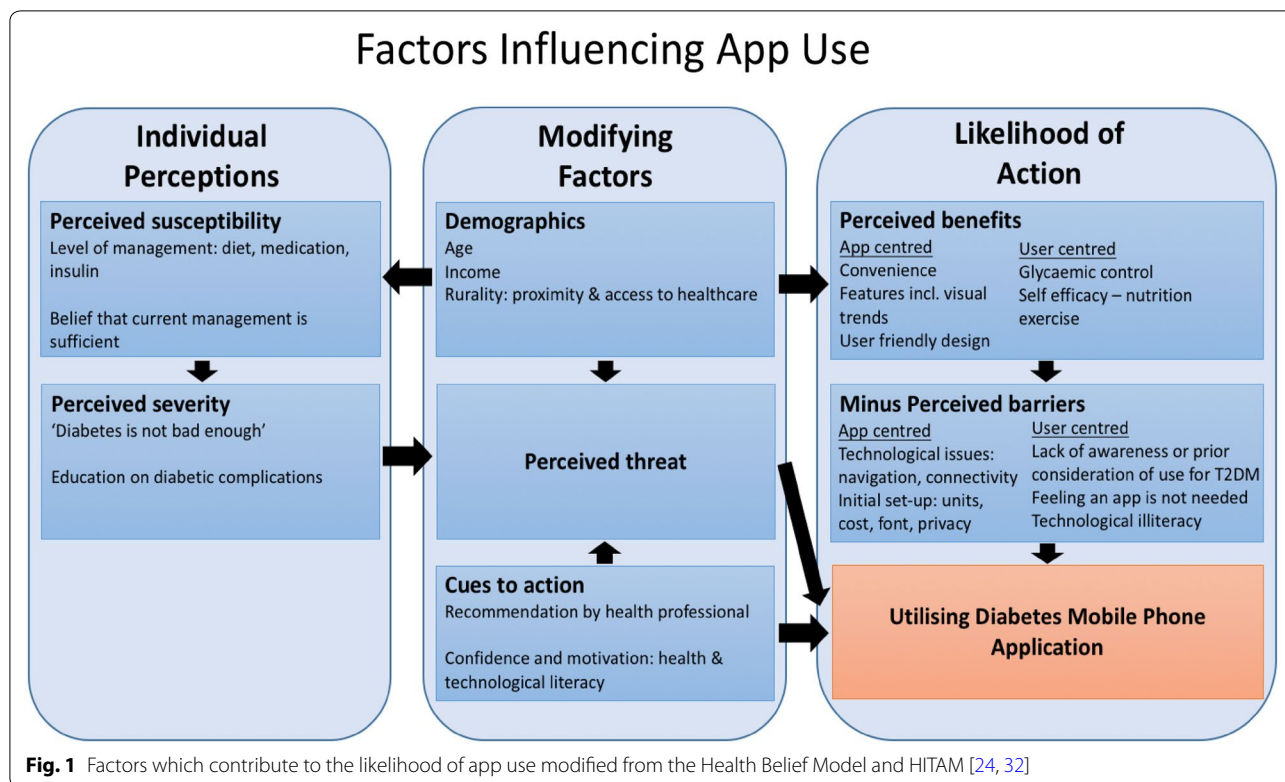 Factors Influencing App Use
Individual
Perceptions
Perceived susceptibility
Level of management: diet, medication,
insulin
Belief that current management is
sufficient
Perceived severity
‘Diabetes is not bad enough’
Education on diabetic complications
Modifying
Factors
Demographics
Age
Income
Rurality: proximity & access to healthcare
Perceived threat
Cues to action
Recommendation by health professional
Confidence and motivation: health &
technological literacy
Likelihood of
Action
Perceived benefits
App centred
Convenience
Features incl. visual
trends
User friendly design
User centred
Glycaemic control
Self efficacy – nutrition
exercise
Minus Perceived barriers
App centred
Technological issues:
navigation, connectivity
Initial set-up: units,
cost, font, privacy
User centred
Lack of awareness or prior
consideration of use for T2DM
Feeling an app is not needed
Technological illiteracy
Utilising Diabetes Mobile Phone
Application
Fig. 1 Factors which contribute to the likelihood of app use modified from the Health Belief Model and HITAM [24, 32]